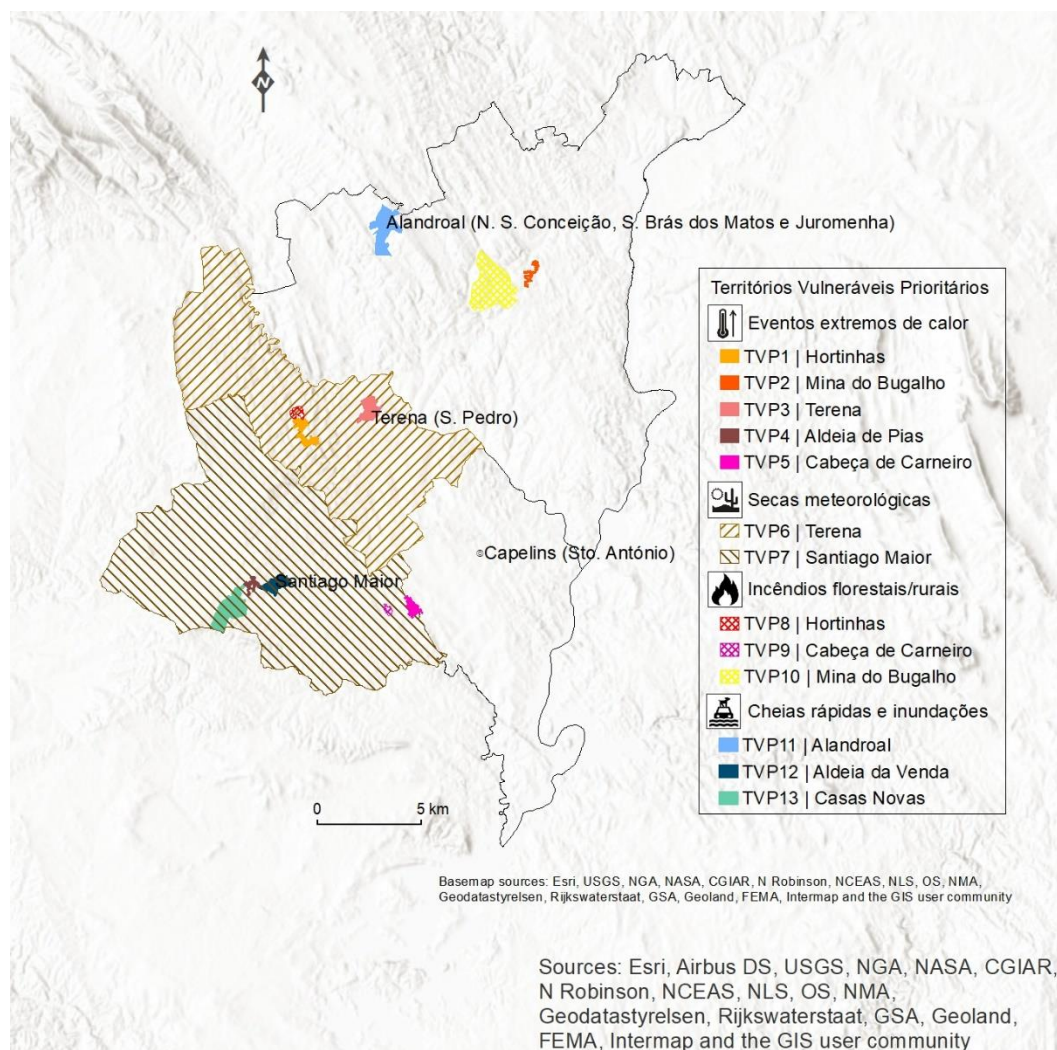 N
Alandroal (N. S. Conceição, S. Brás dos Matos e Juromenha)
Terena (S. Pedro)
Capelins (Sto. António)
Santiago Maior
Territórios Vulneráveis Prioritários
Eventos extremos de calor
TVP1 | Hortinhas
TVP2 | Mina do Bugalho
TVP3 | Terena
TVP4 | Aldeia de Pias
TVP5 | Cabeça de Carneiro
Secas meteorológicas
TVP6 | Terena
TVP7 | Santiago Maior
Incêndios florestais/rurais
TVP8 | Hortinhas
TVP9 | Cabeça de Carneiro
TVP10 | Mina do Bugalho
Cheias rápidas e inundações
TVP11 | Alandroal
TVP12 | Aldeia da Venda
TVP13 | Casas Novas
0 5 km
Basemap sources: Esri, USGS, NGA, NASA, CGIAR, N Robinson, NCEAS, NLS, OS, NMA,
Geodatastyrelsen, Rijkswaterstaat, GSA, Geoland, FEMA, Intermap and the GIS user community
Sources: Esri, Airbus DS, USGS, NGA, NASA, CGIAR,
N Robinson, NCEAS, NLS, OS, NMA,
Geodatastyrelsen, Rijkswaterstaat, GSA, Geoland,
FEMA, Intermap and the GIS user community